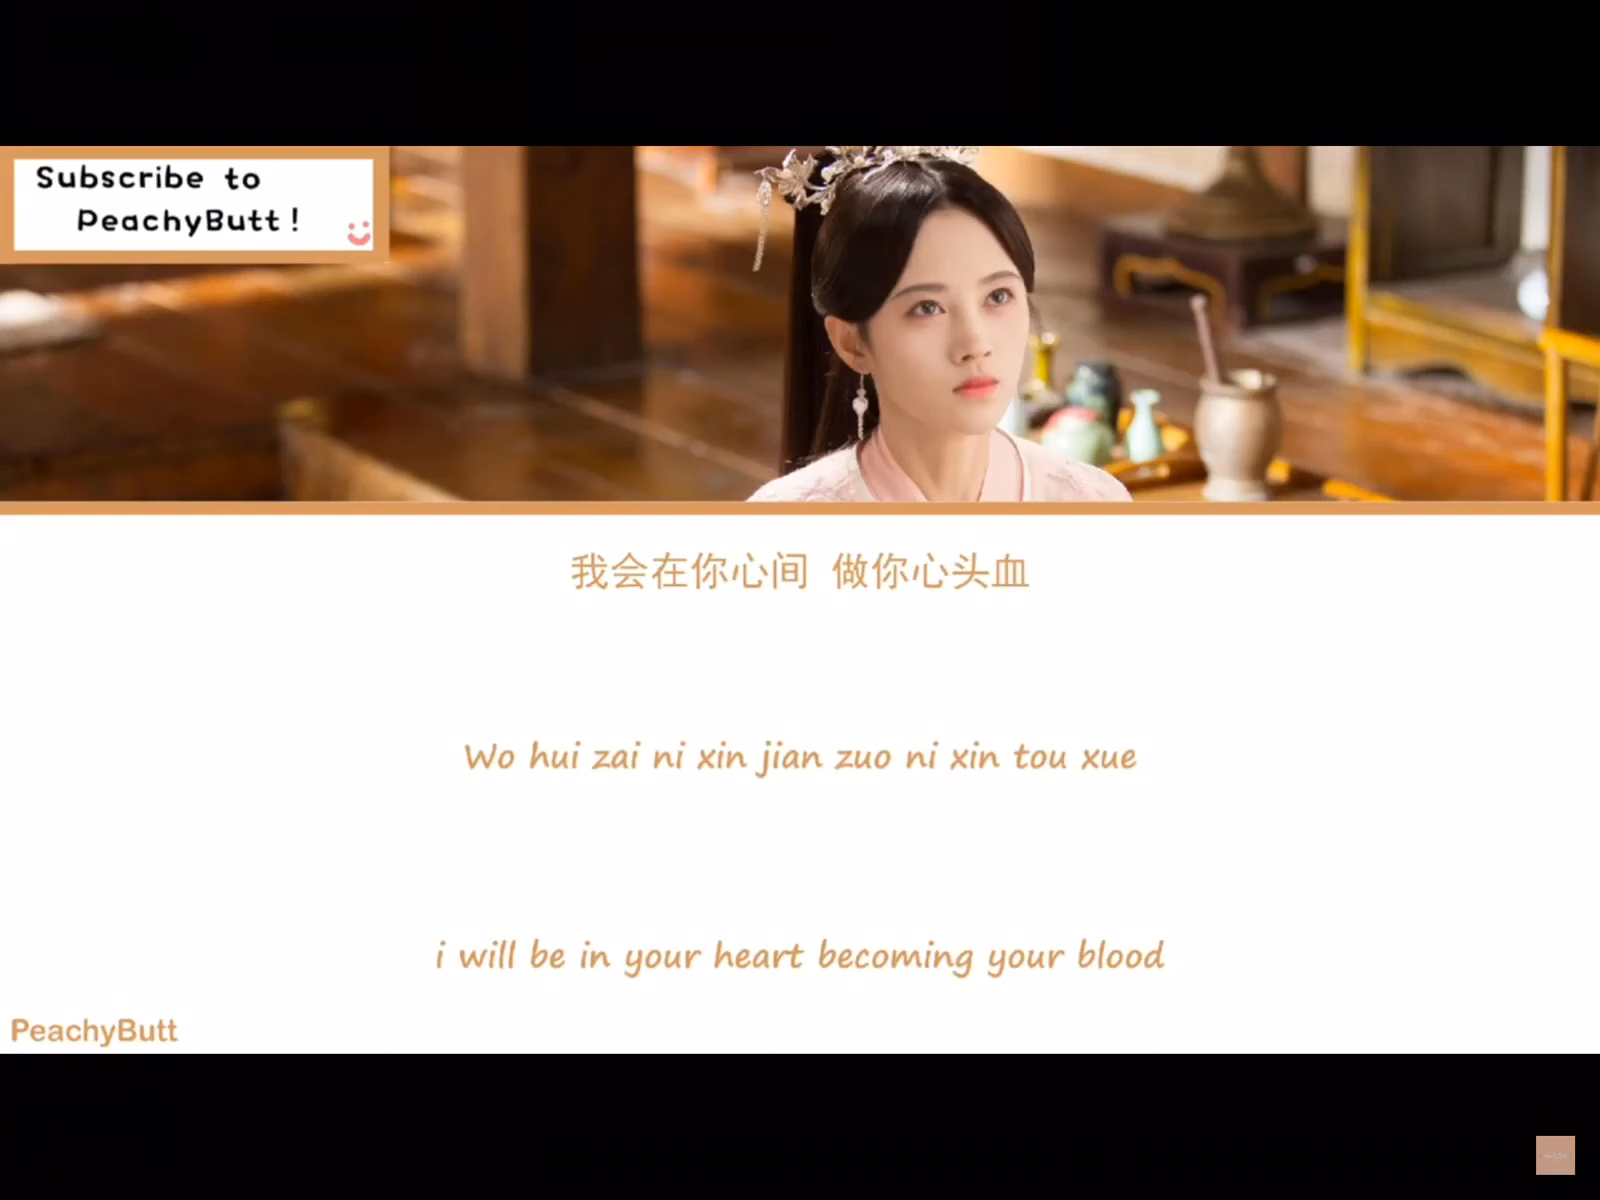 Subscribe to
PeachyButt!
我会在你心间 做你心头血
Wo hui zai ni xin jian zuo ni xin tou xue
i will be in your heart becoming your blood
PeachyButt